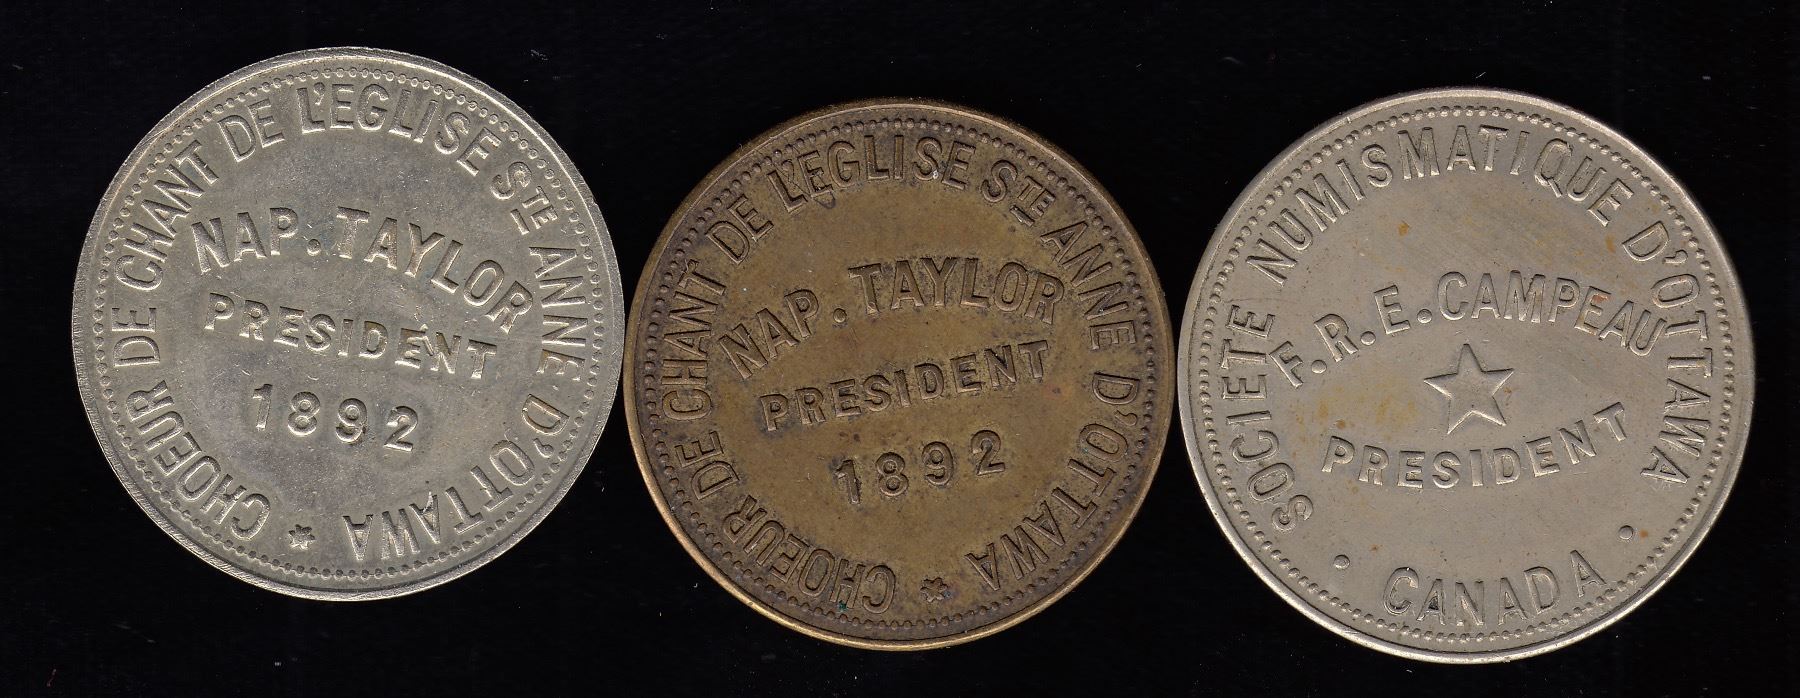 CHOEUR DE CHANT DE L'EGLISE STE ANNE D'OTTAWA
NAP. TAYLOR
PRESIDENT
1892
CHOEUR DE CHANT DE L'EGLISE STE ANNE D'OTTAWA
NAP. TAYLOR
PRESIDENT
1892
SOCIETE NUMISMATIQUE D'OTTAWA
F.R.E. CAMPEAU
PRESIDENT
• CANADA •